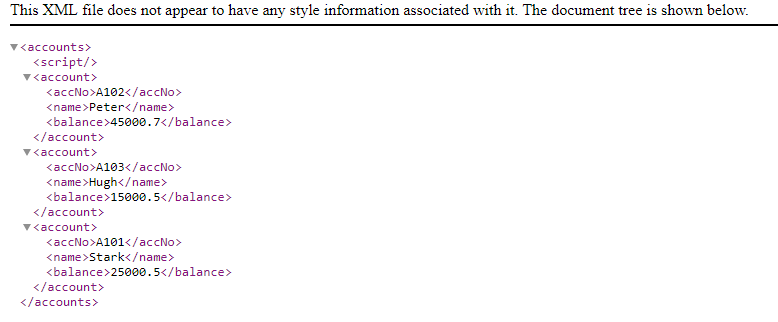 This XML file does not appear to have any style information associated with it. The document tree is shown below.
▼<accounts>
<script/>
▼<account>
<accNo>A102</accNo>
<name>Peter</name>
<balance>45000.7</balance>
</account>
▼<account>
<accNo>A103</accNo>
<name>Hugh</name>
<balance>15000.5</balance>
</account>
▼<account>
<accNo>A101</accNo>
<name>Stark</name>
<balance>25000.5</balance>
</account>
</accounts>